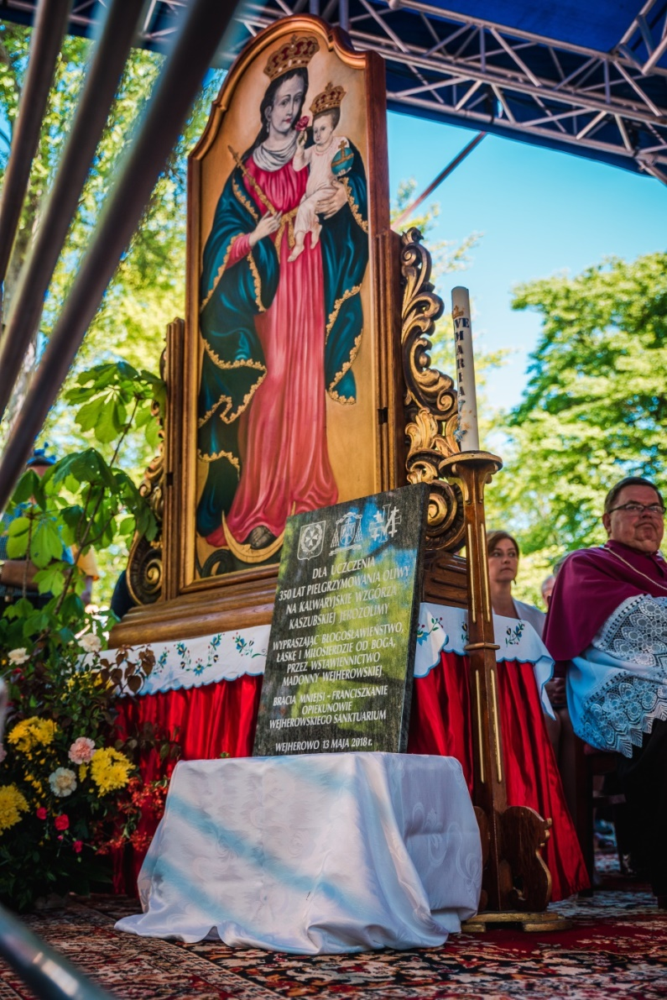 VE MARIA
DLA UCZCZENIA
350 LAT PIELGRZYMOWANIA OLIWY
NA KALWARYJSKIE WZGÓRZA
KASZUBSKIEJ JEROZOLIMY
WYPRASZAJĄC BŁOGOSŁAWIEŃSTWO,
ŁASKĘ I MIŁOSIERDZIE OD BOGA,
PRZEZ WSTAWIENNICTWO
MADONNY WEJHEROWSKIEJ
BRACIA MNIEJSI - FRANCISZKANIE
OPIEKUNOWIE
WEJHEROWSKIEGO SANKTUARIUM
WEJHEROWO 13 MAJA 2018 r.